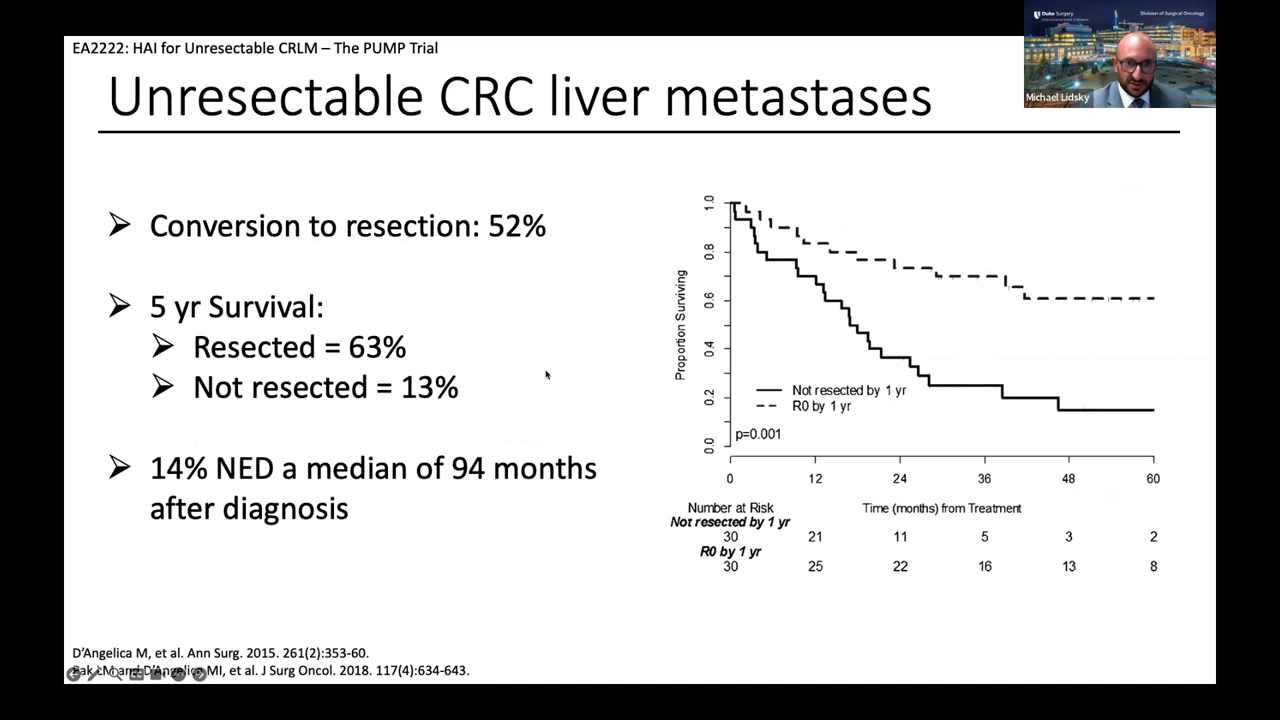 EA2222: HAI for Unresectable CRLM – The PUMP Trial
Duke Surgery
Division of Surgical Oncology
Michael Lidsky
Unresectable CRC liver metastases
Conversion to resection: 52%
5 yr Survival:
Resected = 63%
Not resected = 13%
14% NED a median of 94 months
after diagnosis
Proportion Surviving
1.0
0.8
0.6
0.4
0.2
0.0
Not resected by 1 yr
R0 by 1 yr
p=0.001
0 12 24 36 48 60
Number at Risk Time (months) from Treatment
Not resected by 1 yr
30 21 11 5 3 2
R0 by 1 yr
30 25 22 16 13 8
D'Angelica M, et al. Ann Surg. 2015. 261(2):353-60.
Pak LM and D'Angelica MI, et al. J Surg Oncol. 2018. 117(4):634-643.